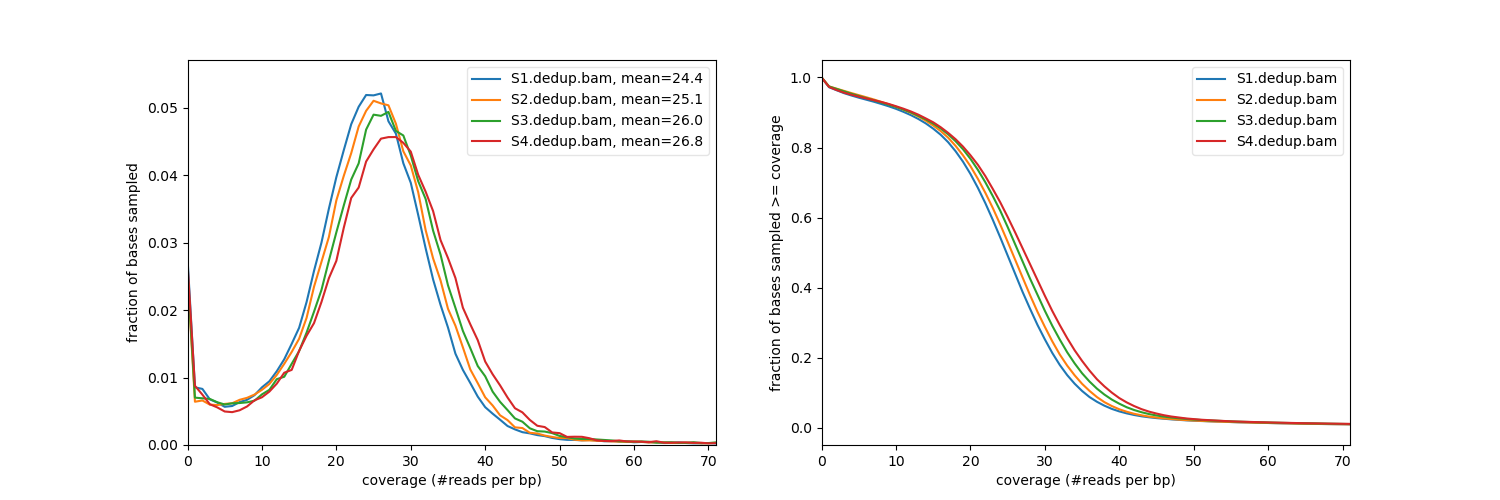 S1.dedup.bam, mean=24.4
S2.dedup.bam, mean=25.1
S3.dedup.bam, mean=26.0
S4.dedup.bam, mean=26.8
fraction of bases sampled
0.05
0.04
0.03
0.02
0.01
0.00
0 10 20 30 40 50 60 70
coverage (#reads per bp)
S1.dedup.bam
S2.dedup.bam
S3.dedup.bam
S4.dedup.bam
fraction of bases sampled >= coverage
1.0
0.8
0.6
0.4
0.2
0.0
0 10 20 30 40 50 60 70
coverage (#reads per bp)